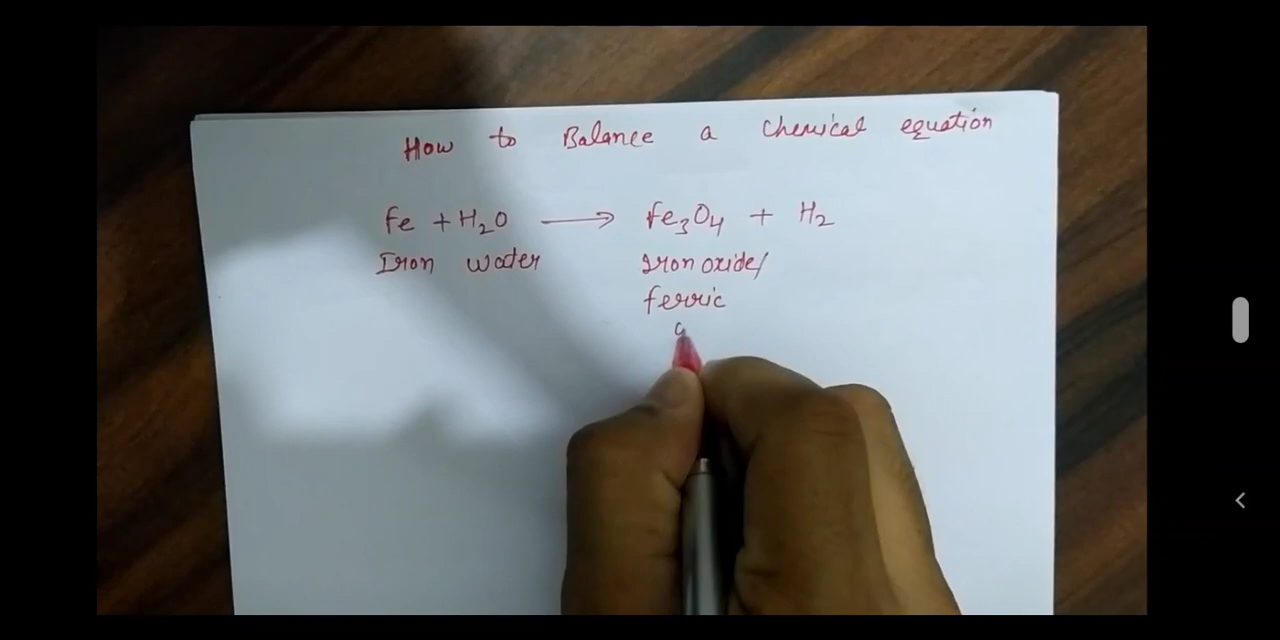 How to Balance a Chemical equation
Fe + H₂O ⟶ Fe₃O₄ + H₂
Iron water Iron oxide/
ferric